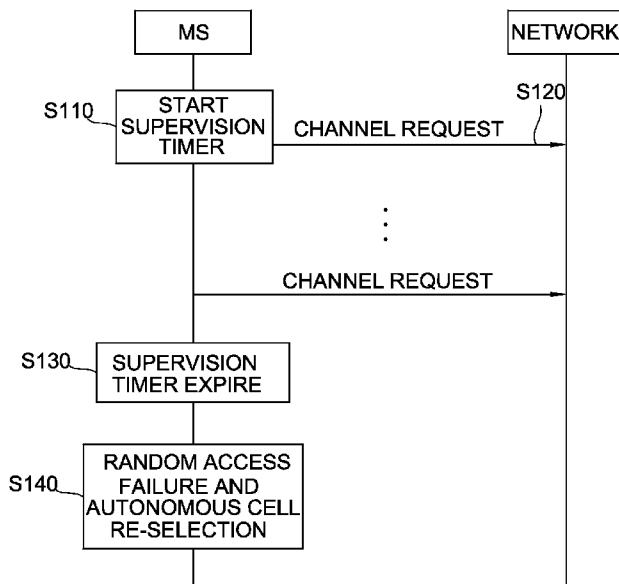 MS
NETWORK
S110
START
SUPERVISION
TIMER
S120
CHANNEL REQUEST
CHANNEL REQUEST
S130
SUPERVISION
TIMER EXPIRE
S140
RANDOM ACCESS
FAILURE AND
AUTONOMOUS CELL
RE-SELECTION